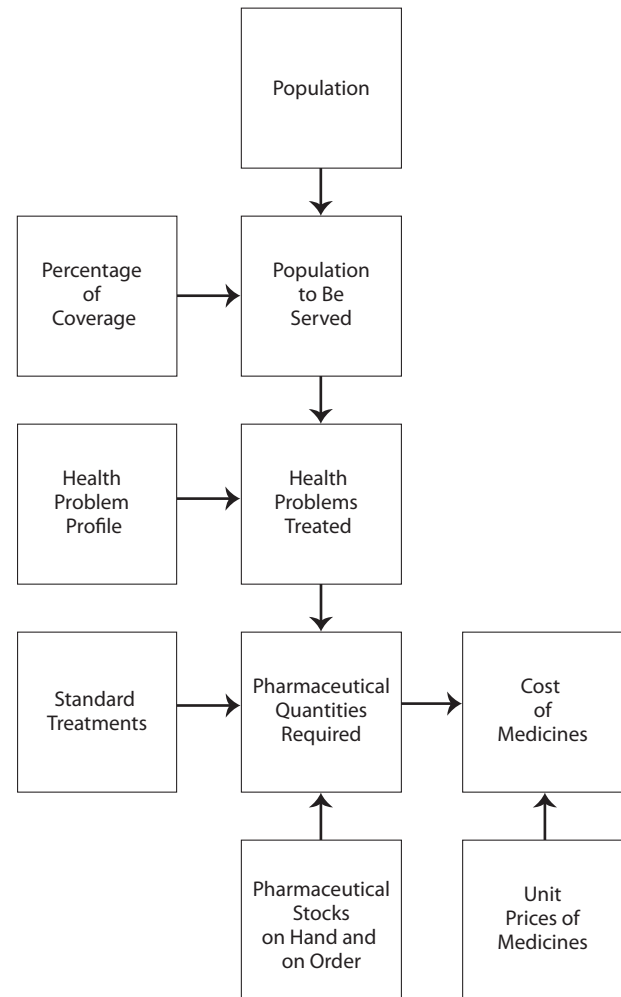 Population
Percentage
of
Coverage
Population
to Be
Served
Health
Problem
Profile
Health
Problems
Treated
Standard
Treatments
Pharmaceutical
Quantities
Required
Cost
of
Medicines
Pharmaceutical
Stocks
on Hand and
on Order
Unit
Prices of
Medicines